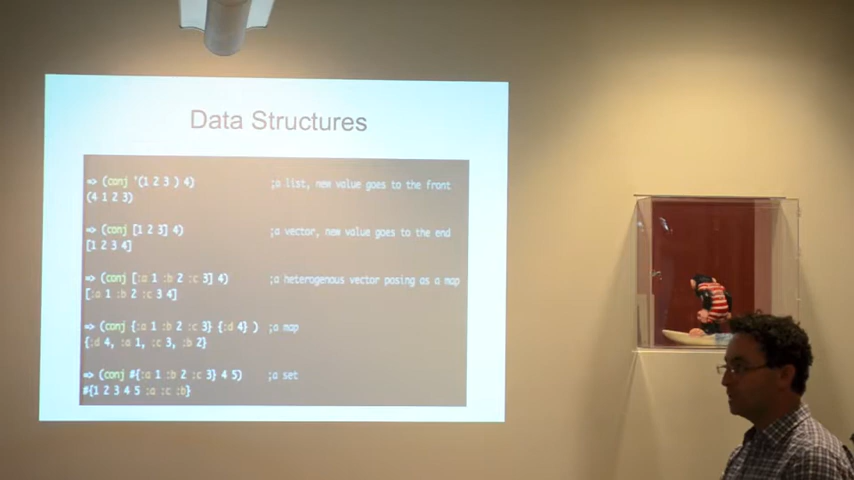 Data Structures
=> (conj '(1 2 3 ) 4) ;a list, new value goes to the front
(4 1 2 3)
=> (conj [1 2 3] 4) ;a vector, new value goes to the end
[1 2 3 4]
=> (conj [:a 1 :b 2 :c 3] 4) ;a heterogenous vector posing as a map
[:a 1 :b 2 :c 3 4]
=> (conj {:a 1 :b 2 :c 3} {:d 4} ) ;a map
{:d 4, :a 1, :c 3, :b 2}
=> (conj #{:a 1 :b 2 :c 3} 4 5) ;a set
#{1 2 3 4 5 :a :c :b}